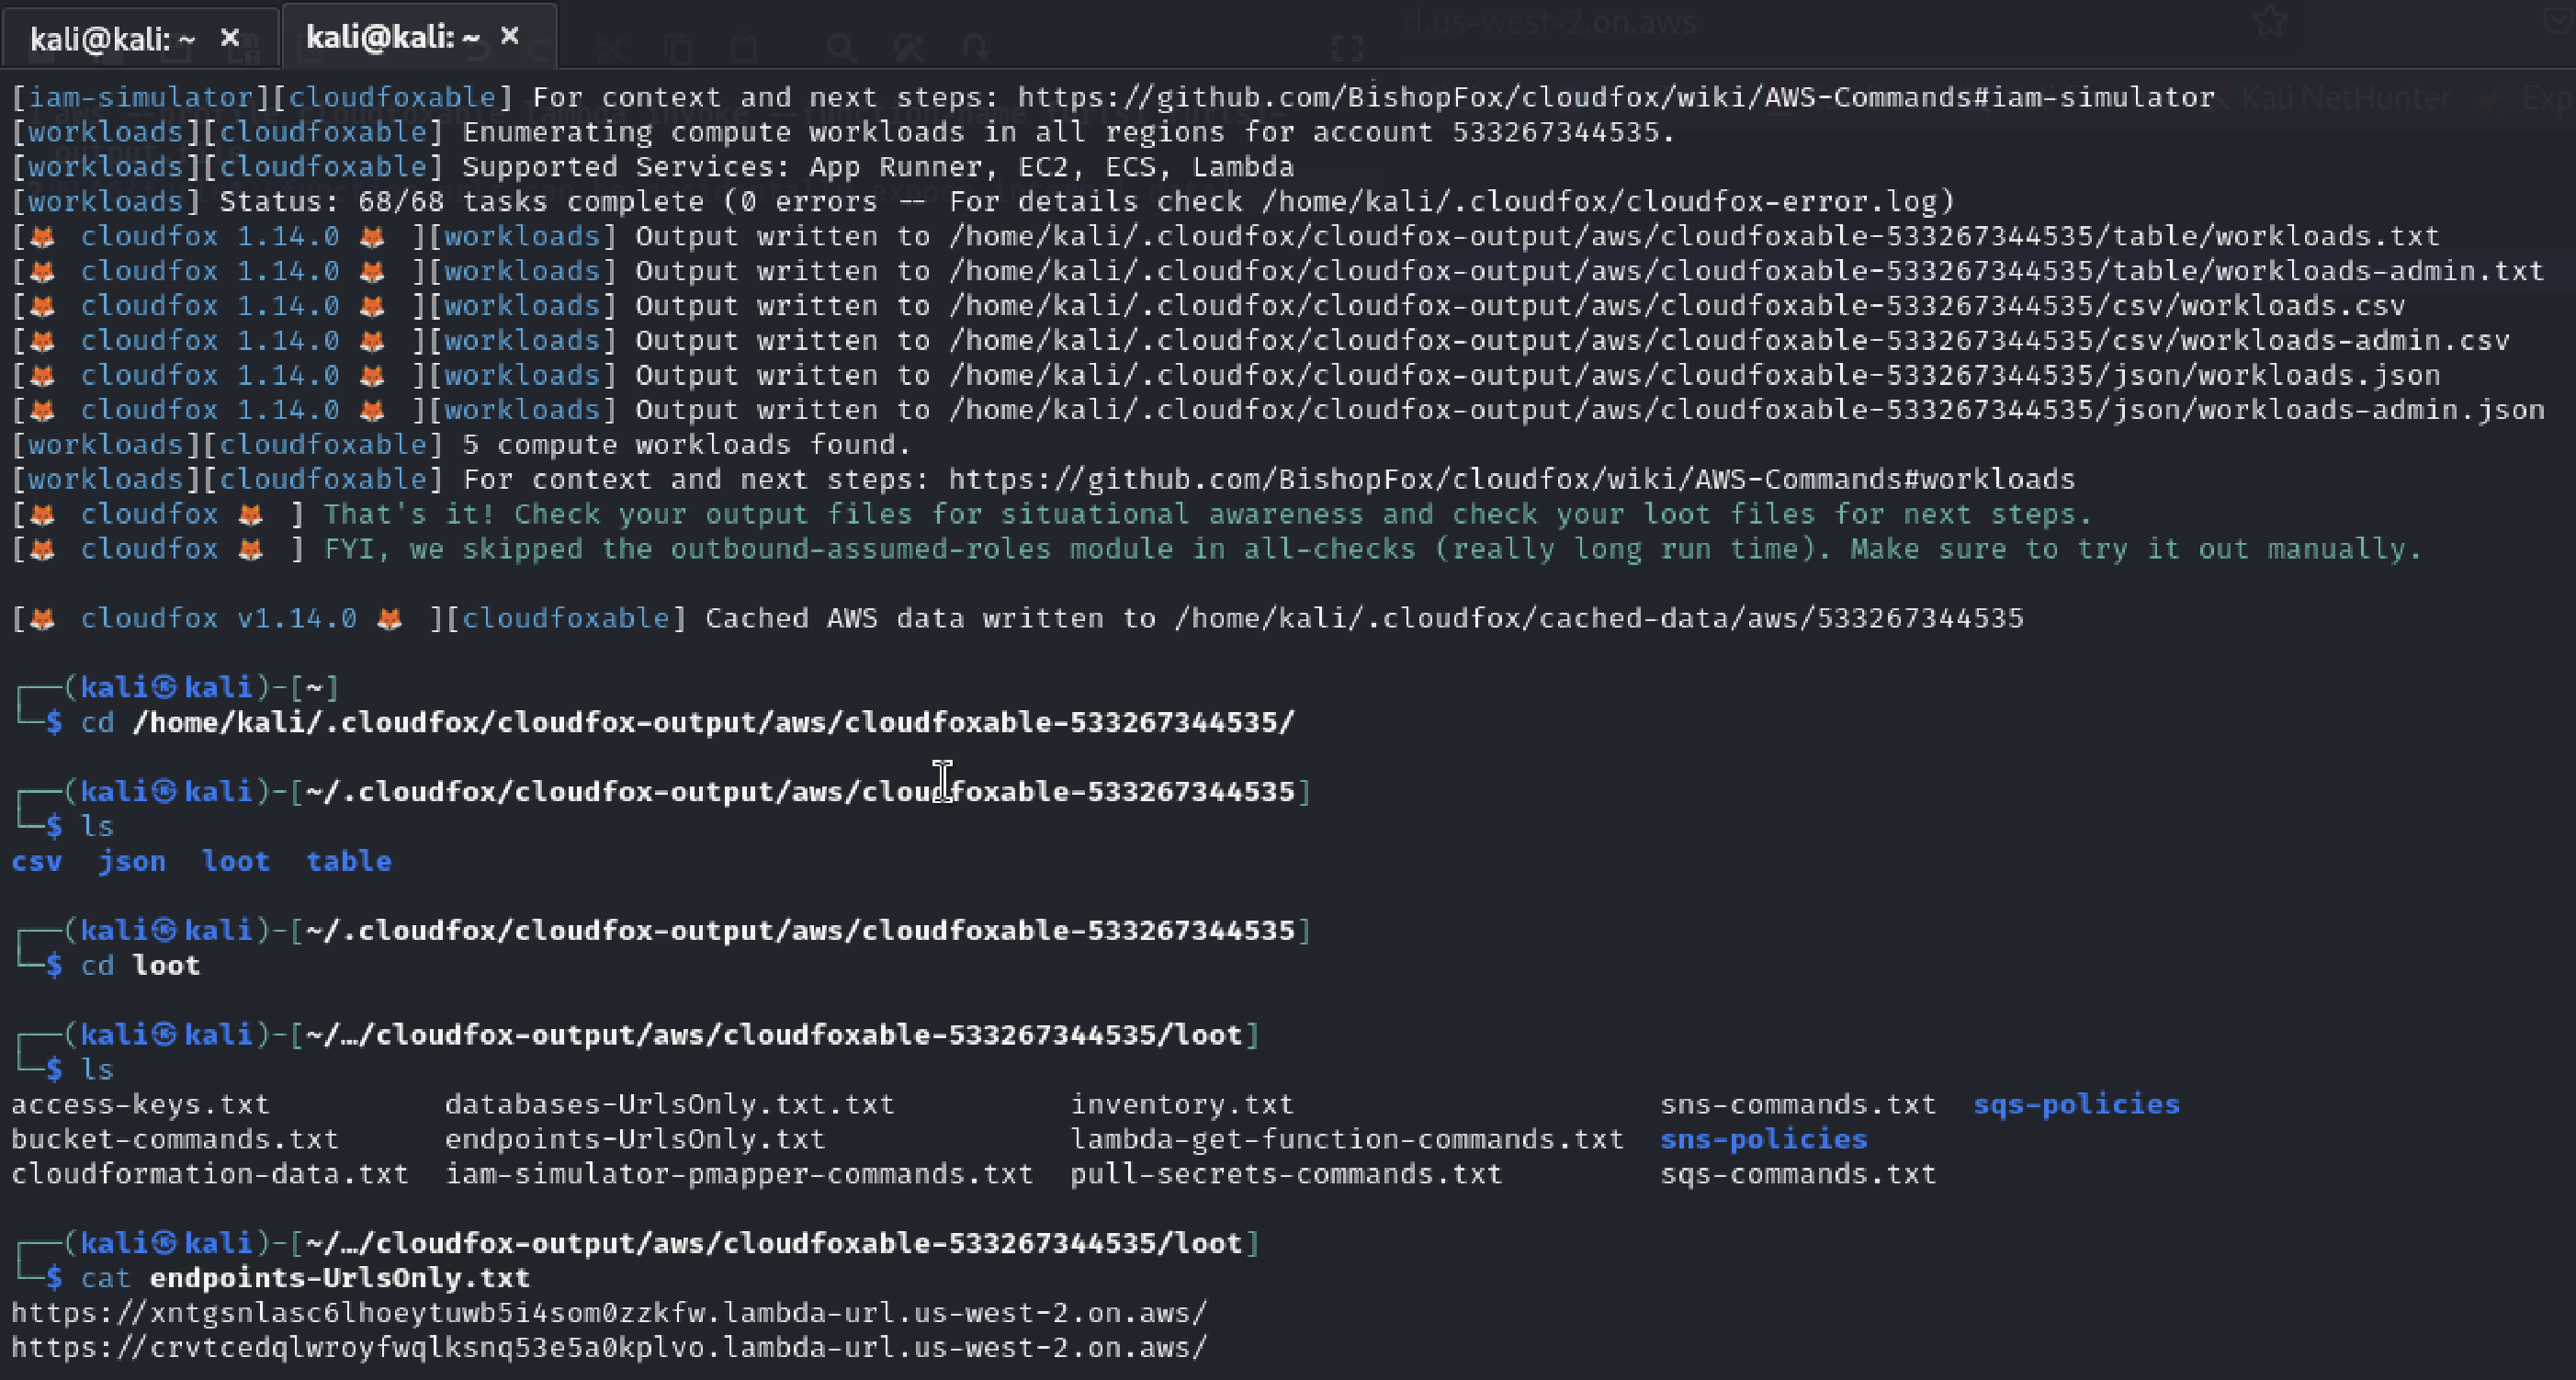 kali@kali: ~ × kali@kali: ~ ×
rl.us-west-2.on.aws
[iam-simulator][cloudfoxable] For context and next steps: https://github.com/BishopFox/cloudfox/wiki/AWS-Commands#iam-simulator
Kali NetHunter Exp
[workloads][cloudfoxable] Enumerating compute workloads in all regions for account 533267344535.
[workloads][cloudfoxable] Supported Services: App Runner, EC2, ECS, Lambda
[workloads] Status: 68/68 tasks complete (0 errors -- For details check /home/kali/.cloudfox/cloudfox-error.log)
[🦊 cloudfox 1.14.0 🦊 ][workloads] Output written to /home/kali/.cloudfox/cloudfox-output/aws/cloudfoxable-533267344535/table/workloads.txt
[🦊 cloudfox 1.14.0 🦊 ][workloads] Output written to /home/kali/.cloudfox/cloudfox-output/aws/cloudfoxable-533267344535/table/workloads-admin.txt
[🦊 cloudfox 1.14.0 🦊 ][workloads] Output written to /home/kali/.cloudfox/cloudfox-output/aws/cloudfoxable-533267344535/csv/workloads.csv
[🦊 cloudfox 1.14.0 🦊 ][workloads] Output written to /home/kali/.cloudfox/cloudfox-output/aws/cloudfoxable-533267344535/csv/workloads-admin.csv
[🦊 cloudfox 1.14.0 🦊 ][workloads] Output written to /home/kali/.cloudfox/cloudfox-output/aws/cloudfoxable-533267344535/json/workloads.json
[🦊 cloudfox 1.14.0 🦊 ][workloads] Output written to /home/kali/.cloudfox/cloudfox-output/aws/cloudfoxable-533267344535/json/workloads-admin.json
[workloads][cloudfoxable] 5 compute workloads found.
[workloads][cloudfoxable] For context and next steps: https://github.com/BishopFox/cloudfox/wiki/AWS-Commands#workloads
[🦊 cloudfox 🦊 ] That's it! Check your output files for situational awareness and check your loot files for next steps.
[🦊 cloudfox 🦊 ] FYI, we skipped the outbound-assumed-roles module in all-checks (really long run time). Make sure to try it out manually.
[🦊 cloudfox v1.14.0 🦊 ][cloudfoxable] Cached AWS data written to /home/kali/.cloudfox/cached-data/aws/533267344535
┌──(kali㉿kali)-[~]
└─$ cd /home/kali/.cloudfox/cloudfox-output/aws/cloudfoxable-533267344535/
┌──(kali㉿kali)-[~/.cloudfox/cloudfox-output/aws/cloudfoxable-533267344535]
└─$ ls
csv json loot table
┌──(kali㉿kali)-[~/.cloudfox/cloudfox-output/aws/cloudfoxable-533267344535]
└─$ cd loot
┌──(kali㉿kali)-[~/…/cloudfox-output/aws/cloudfoxable-533267344535/loot]
└─$ ls
access-keys.txt databases-UrlsOnly.txt.txt inventory.txt sns-commands.txt sqs-policies
bucket-commands.txt endpoints-UrlsOnly.txt lambda-get-function-commands.txt sns-policies
cloudformation-data.txt iam-simulator-pmapper-commands.txt pull-secrets-commands.txt sqs-commands.txt
┌──(kali㉿kali)-[~/…/cloudfox-output/aws/cloudfoxable-533267344535/loot]
└─$ cat endpoints-UrlsOnly.txt
https://xntgsnlasc6lhoeytuwb5i4som0zzkfw.lambda-url.us-west-2.on.aws/
https://crvtcedqlwroyfwqlksnq53e5a0kplvo.lambda-url.us-west-2.on.aws/